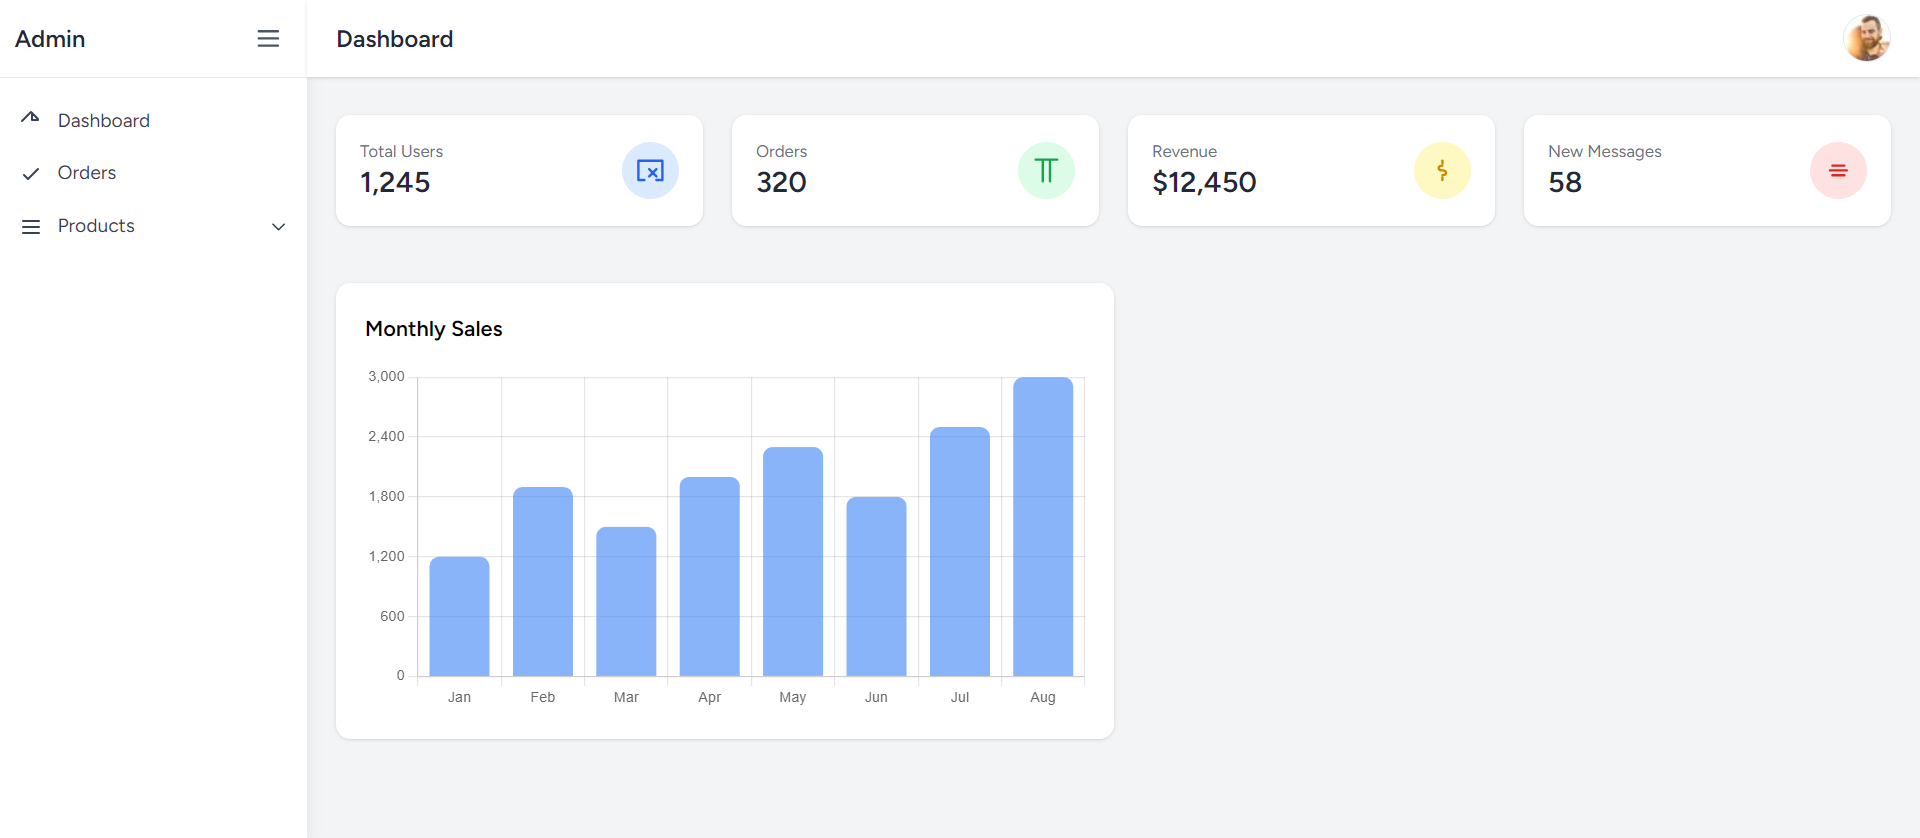 Admin
Dashboard
Dashboard
Orders
Products
Total Users
1,245
Orders
320
Revenue
$12,450
New Messages
58
Monthly Sales
3,000
2,400
1,800
1,200
600
0
Jan Feb Mar Apr May Jun Jul Aug